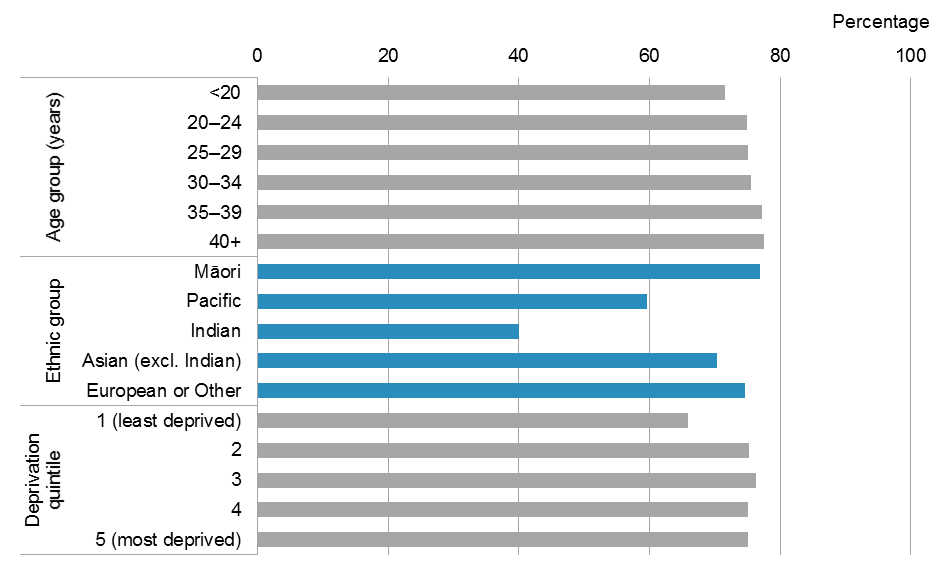 Percentage
0 20 40 60 80 100
Age group (years)
<20
20–24
25–29
30–34
35–39
40+
Ethnic group
Māori
Pacific
Indian
Asian (excl. Indian)
European or Other
Deprivation
quintile
1 (least deprived)
2
3
4
5 (most deprived)